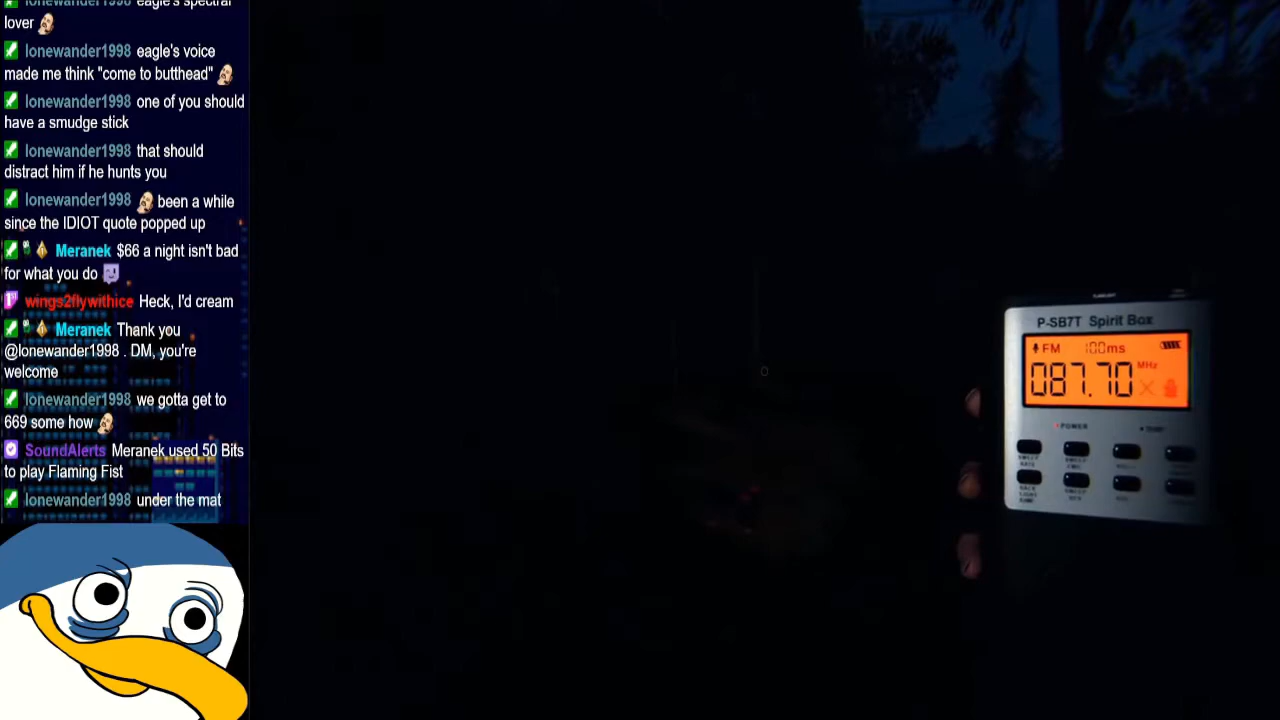 eagle's spectral
lover
lonewander1998 eagle's voice
made me think "come to butthead"
lonewander1998 one of you should
have a smudge stick
lonewander1998 that should
distract him if he hunts you
lonewander1998 been a while
since the IDIOT quote popped up
Meranek $66 a night isn't bad
for what you do
wings2flywithice Heck, I'd cream
Meranek Thank you
@lonewander1998 . DM, you're
welcome
lonewander1998 we gotta get to
669 some how
SoundAlerts Meranek used 50 Bits
to play Flaming Fist
lonewander1998 under the mat
P-SB7T Spirit Box
FM 100ms
087.70 MHz
POWER
SWEEP
RATE
BACK
LIGHT